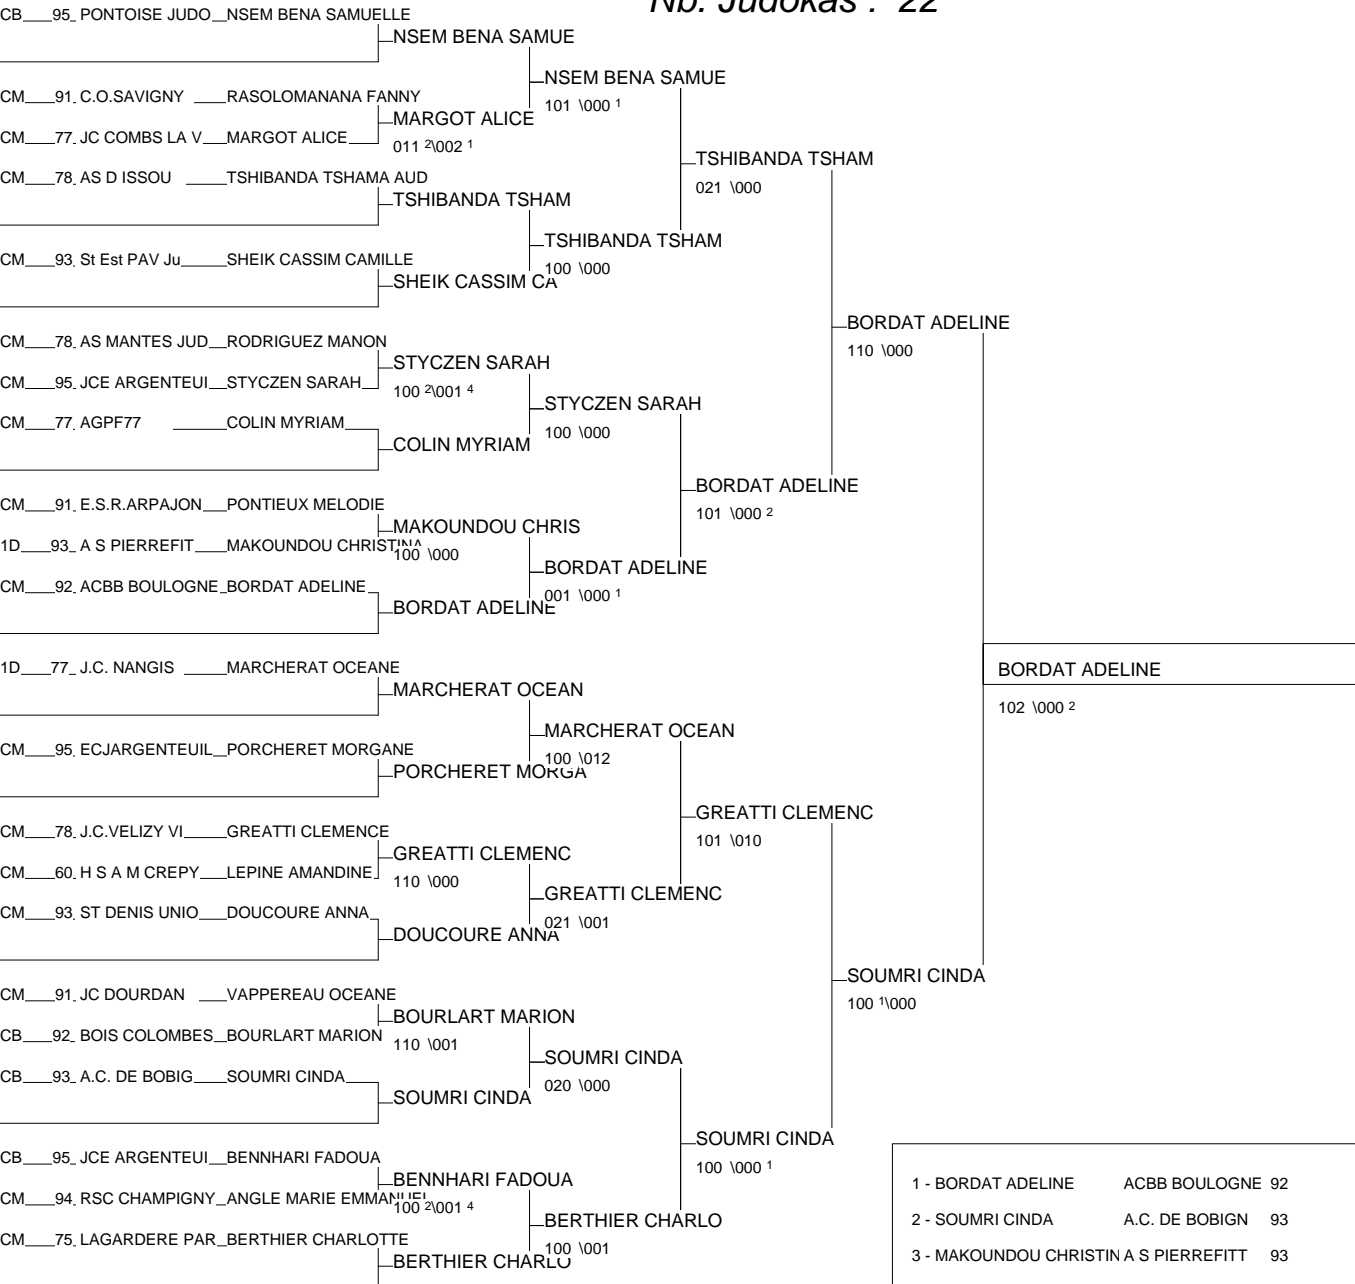 Nb. Judokas : 22
CB 95 PONTOISE JUDO NSEM BENA SAMUELLE
NSEM BENA SAMUE
NSEM BENA SAMUE
101 \000 1
CM 91 C.O.SAVIGNY RASOLOMANANA FANNY
MARGOT ALICE
011 2\002 1
CM 77 JC COMBS LA V MARGOT ALICE
TSHIBANDA TSHAM
021 \000
CM 78 AS D ISSOU TSHIBANDA TSHAMA AUD
TSHIBANDA TSHAM
TSHIBANDA TSHAM
100 \000
CM 93 St Est PAV Ju SHEIK CASSIM CAMILLE
SHEIK CASSIM CA
BORDAT ADELINE
110 \000
CM 78 AS MANTES JUD RODRIGUEZ MANON
STYCZEN SARAH
100 2\001 4
CM 95 JCE ARGENTEUI STYCZEN SARAH
STYCZEN SARAH
100 \000
CM 77 AGPF77 COLIN MYRIAM
COLIN MYRIAM
BORDAT ADELINE
101 \000 2
CM 91 E.S.R.ARPAJON PONTIEUX MELODIE
MAKOUNDOU CHRIS
100 \000
1D 93 A S PIERREFIT MAKOUNDOU CHRISTINA
BORDAT ADELINE
001 \000 1
CM 92 ACBB BOULOGNE BORDAT ADELINE
BORDAT ADELINE
BORDAT ADELINE
102 \000 2
1D 77 J.C. NANGIS MARCHERAT OCEANE
MARCHERAT OCEAN
MARCHERAT OCEAN
100 \012
CM 95 ECJARGENTEUIL PORCHERET MORGANE
PORCHERET MORGA
GREATTI CLEMENC
101 \010
CM 78 J.C.VELIZY VI GREATTI CLEMENCE
GREATTI CLEMENC
110 \000
CM 60 H S A M CREPY LEPINE AMANDINE
GREATTI CLEMENC
021 \001
CM 93 ST DENIS UNIO DOUCOURE ANNA
DOUCOURE ANNA
SOUMRI CINDA
100 1\000
CM 91 JC DOURDAN VAPPEREAU OCEANE
BOURLART MARION
110 \001
CB 92 BOIS COLOMBES BOURLART MARION
SOUMRI CINDA
020 \000
CB 93 A.C. DE BOBIG SOUMRI CINDA
SOUMRI CINDA
SOUMRI CINDA
100 \000 1
CB 95 JCE ARGENTEUI BENNHARI FADOUA
BENNHARI FADOUA
100 2\001 4
CM 94 RSC CHAMPIGNY ANGLE MARIE EMMANUEL
BERTHIER CHARLO
100 \001
CM 75 LAGARDERE PAR BERTHIER CHARLOTTE
BERTHIER CHARLO
1 - BORDAT ADELINE ACBB BOULOGNE 92
2 - SOUMRI CINDA A.C. DE BOBIGN 93
3 - MAKOUNDOU CHRISTIN A S PIERREFITT 93